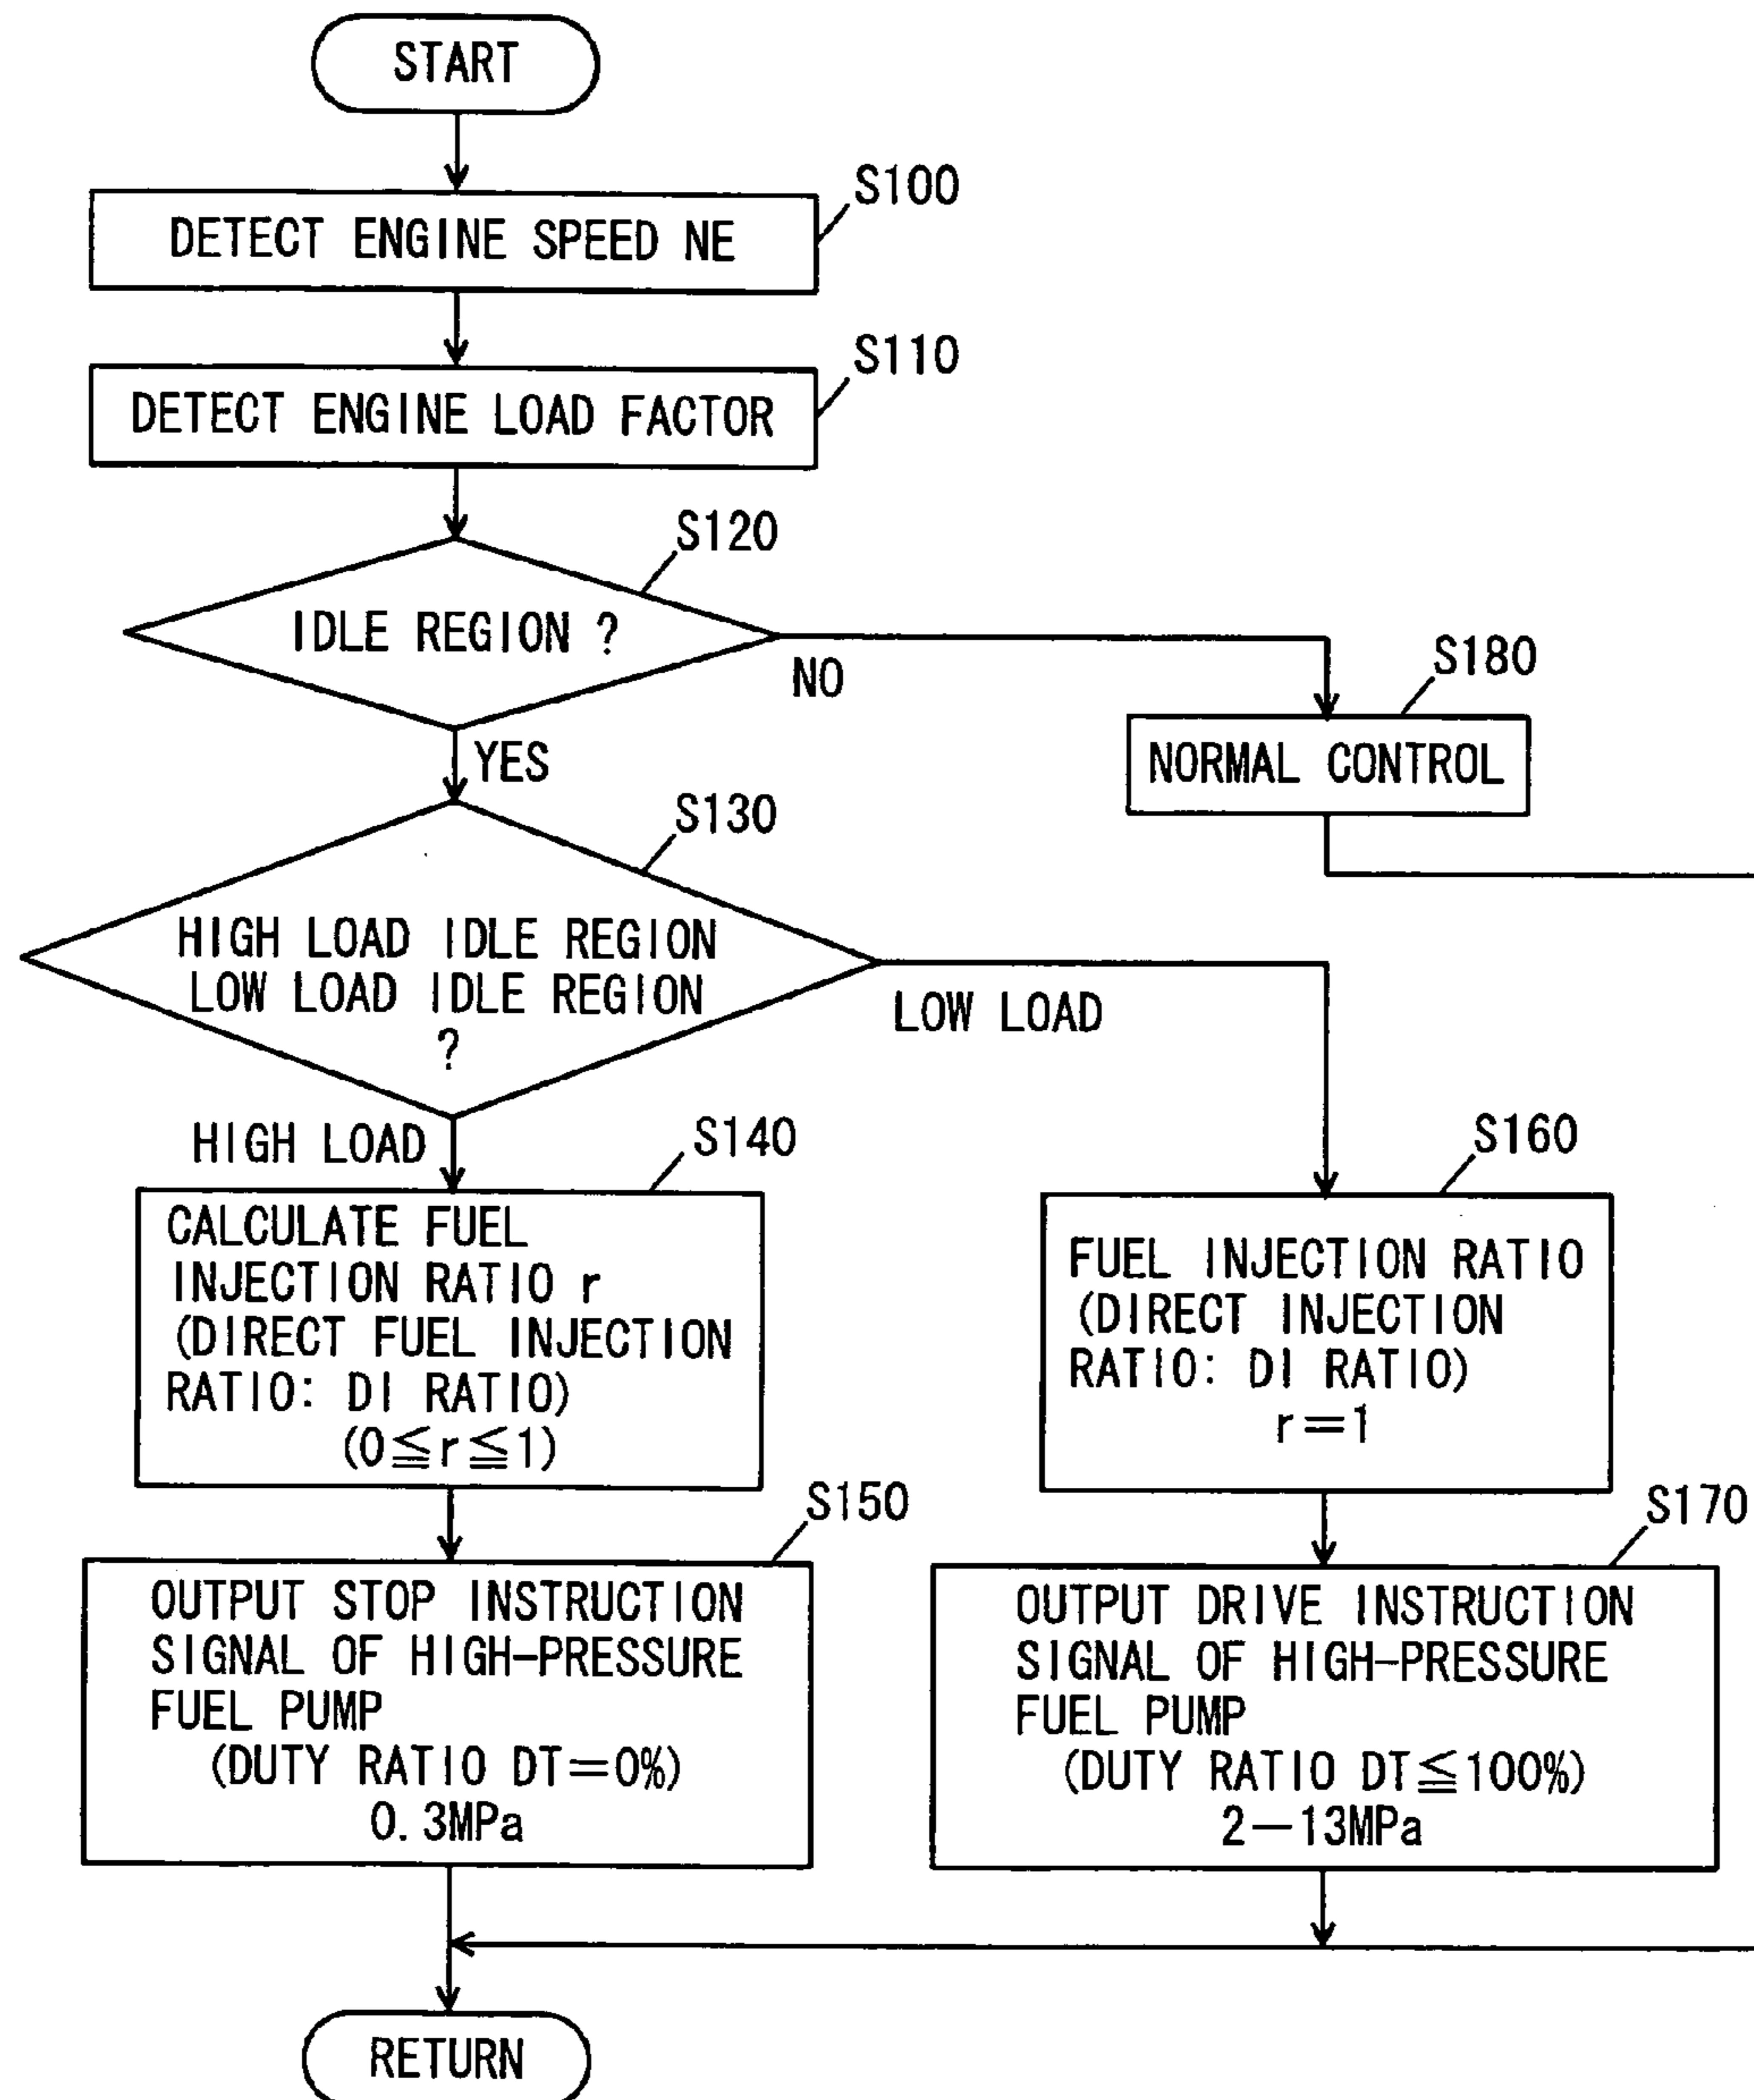 START
S100
DETECT ENGINE SPEED NE
S110
DETECT ENGINE LOAD FACTOR
S120
IDLE REGION ?
NO
S180
NORMAL CONTROL
YES
S130
HIGH LOAD IDLE REGION
LOW LOAD IDLE REGION
?
LOW LOAD
HIGH LOAD
S140
CALCULATE FUEL
INJECTION RATIO r
(DIRECT FUEL INJECTION
RATIO: DI RATIO)
(0≦r≦1)
S160
FUEL INJECTION RATIO
(DIRECT INJECTION
RATIO: DI RATIO)
r=1
S150
OUTPUT STOP INSTRUCTION
SIGNAL OF HIGH-PRESSURE
FUEL PUMP
(DUTY RATIO DT=0%)
0.3MPa
S170
OUTPUT DRIVE INSTRUCTION
SIGNAL OF HIGH-PRESSURE
FUEL PUMP
(DUTY RATIO DT≦100%)
2-13MPa
RETURN